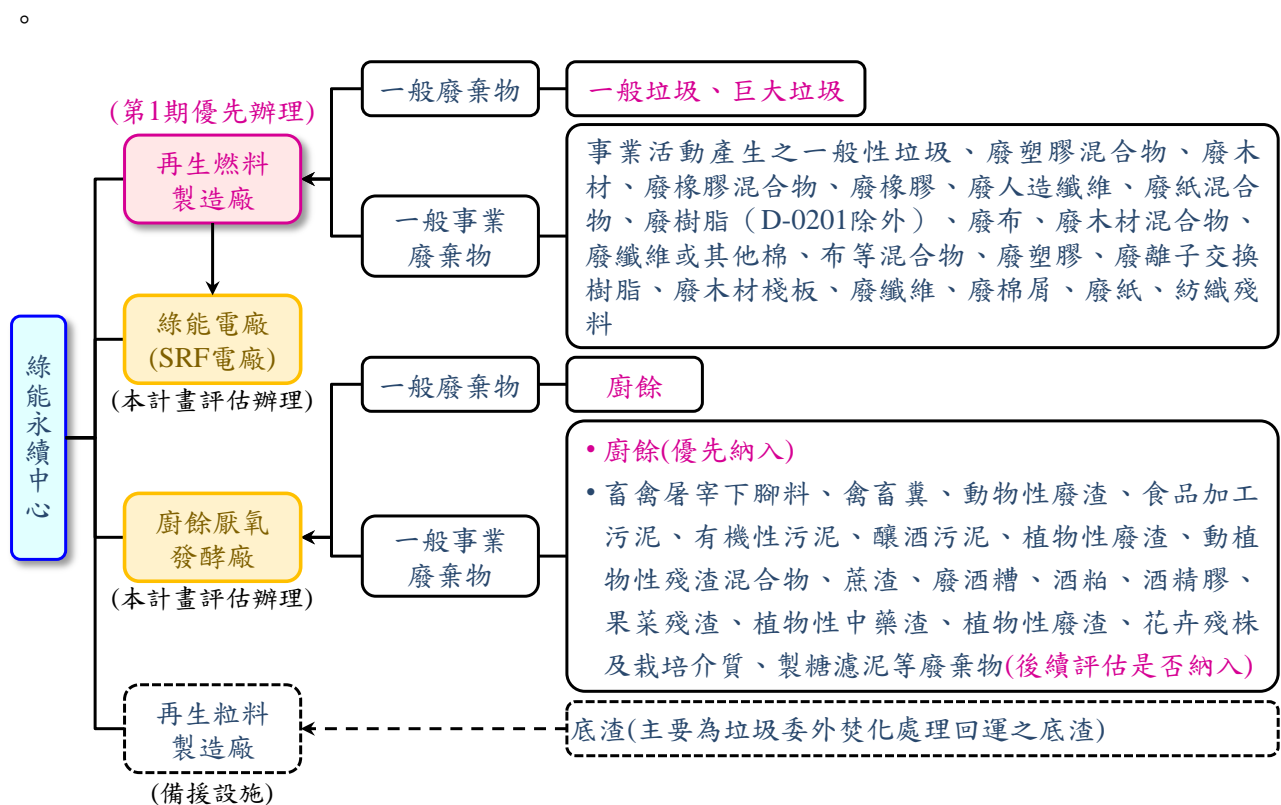 。
綠能永續中心
(第1期優先辦理)
再生燃料
製造廠
一般廢棄物
一般垃圾、巨大垃圾
一般事業
廢棄物
事業活動產生之一般性垃圾、廢塑膠混合物、廢木
材、廢橡膠混合物、廢橡膠、廢人造纖維、廢紙混合
物、廢樹脂（D-0201除外）、廢布、廢木材混合物、
廢纖維或其他棉、布等混合物、廢塑膠、廢離子交換
樹脂、廢木材棧板、廢纖維、廢棉屑、廢紙、紡織殘
料
綠能電廠
(SRF電廠)
(本計畫評估辦理)
廚餘厭氧
發酵廠
(本計畫評估辦理)
一般廢棄物
廚餘
一般事業
廢棄物
• 廚餘(優先納入)
• 畜禽屠宰下腳料、禽畜糞、動物性廢渣、食品加工
污泥、有機性污泥、釀酒污泥、植物性廢渣、動植
物性殘渣混合物、蔗渣、廢酒糟、酒粕、酒精膠、
果菜殘渣、植物性中藥渣、植物性廢渣、花卉殘株
及栽培介質、製糖濾泥等廢棄物(後續評估是否納入)
再生粒料
製造廠
(備援設施)
底渣(主要為垃圾委外焚化處理回運之底渣)